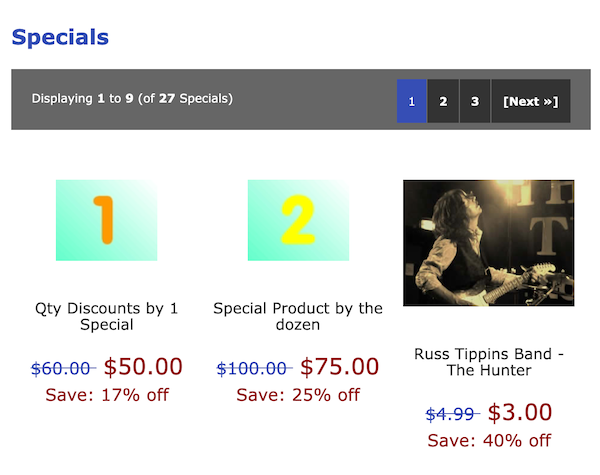 Specials
Displaying 1 to 9 (of 27 Specials)
1 2 3 [Next »]
1
2
T
Qty Discounts by 1
Special
$60.00 $50.00
Save: 17% off
Special Product by the
dozen
$100.00 $75.00
Save: 25% off
Russ Tippins Band -
The Hunter
$4.99 $3.00
Save: 40% off